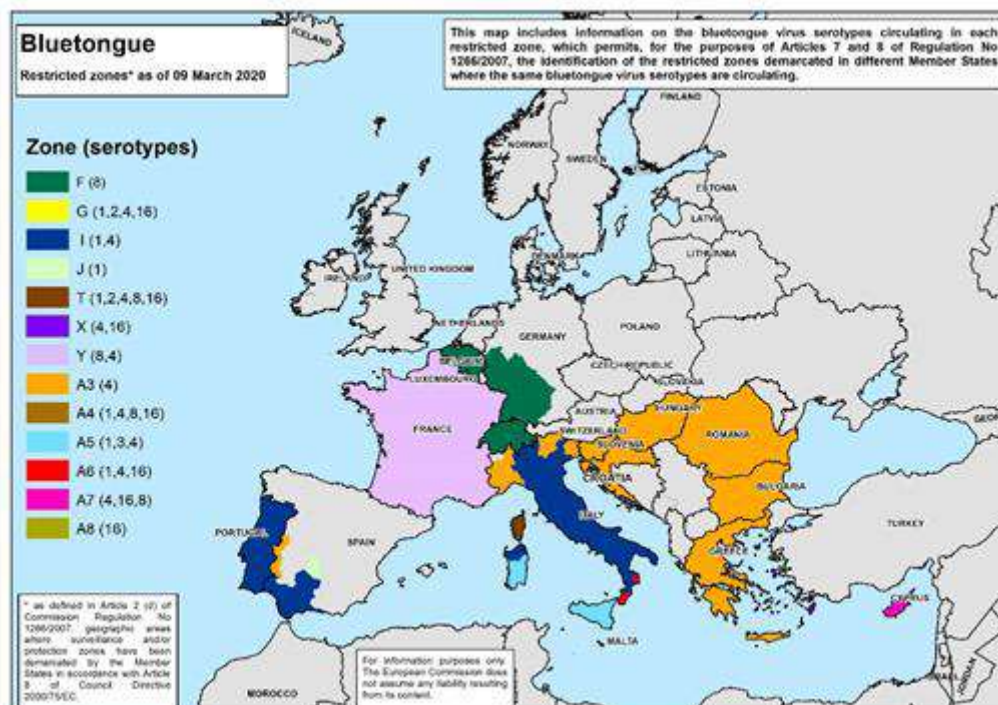 Bluetongue
Restricted zones* as of 09 March 2020
This map includes information on the bluetongue virus serotypes circulating in each
restricted zone, which permits, for the purposes of Articles 7 and 8 of Regulation No
1266/2007, the identification of the restricted zones demarcated in different Member States
where the same bluetongue virus serotypes are circulating.
Zone (serotypes)
F (8)
G (1,2,4,16)
I (1,4)
J (1)
T (1,2,4,8,16)
X (4,16)
Y (8,4)
A3 (4)
A4 (1,4,8,16)
A5 (1,3,4)
A6 (1,4,16)
A7 (4,16,8)
A8 (16)
ICELAND
FINLAND
NORWAY
SWEDEN
ESTONIA
LATVIA
LITHUANIA
DENMARK
IRELAND
UNITED KINGDOM
NETHERLANDS
GERMANY
POLAND
BELGIUM
LUXEMBOURG
CZECH REPUBLIC
SLOVAKIA
AUSTRIA
HUNGARY
FRANCE
SWITZERLAND
SLOVENIA
ROMANIA
CROATIA
BULGARIA
ITALY
PORTUGAL
SPAIN
GREECE
TURKEY
CYPRUS
MALTA
MOROCCO
ISRAEL
JORDAN
* as defined in Article 2 (d) of
Commission Regulation No
1266/2007: geographic areas
where surveillance and/or
protection zones have been
demarcated by the Member
States in accordance with Article
8 of Council Directive
2000/75/EC.
For information purposes only.
The European Commission does
not assume any liability resulting
from its content.